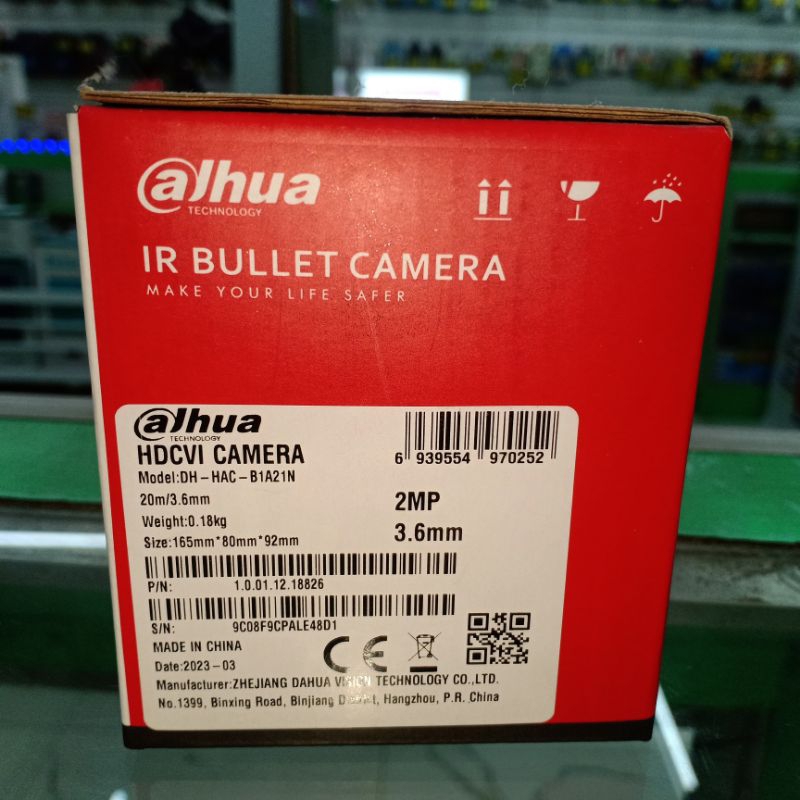 alhua
TECHNOLOGY
IR BULLET CAMERA
MAKE YOUR LIFE SAFER
alhua
TECHNOLOGY
HDCVI CAMERA
Model:DH-HAC-B1A21N
20m/3.6mm
Weight:0.18kg
Size:165mm*80mm*92mm
6 939554 970252
2MP
3.6mm
P/N: 1.0.01.12.18826
S/N: 9C08F9CPALE48D1
MADE IN CHINA
Date:2023-03
CE
Manufacturer:ZHEJIANG DAHUA VISION TECHNOLOGY CO.,LTD.
No.1399, Binxing Road, Binjiang District, Hangzhou, P.R. China